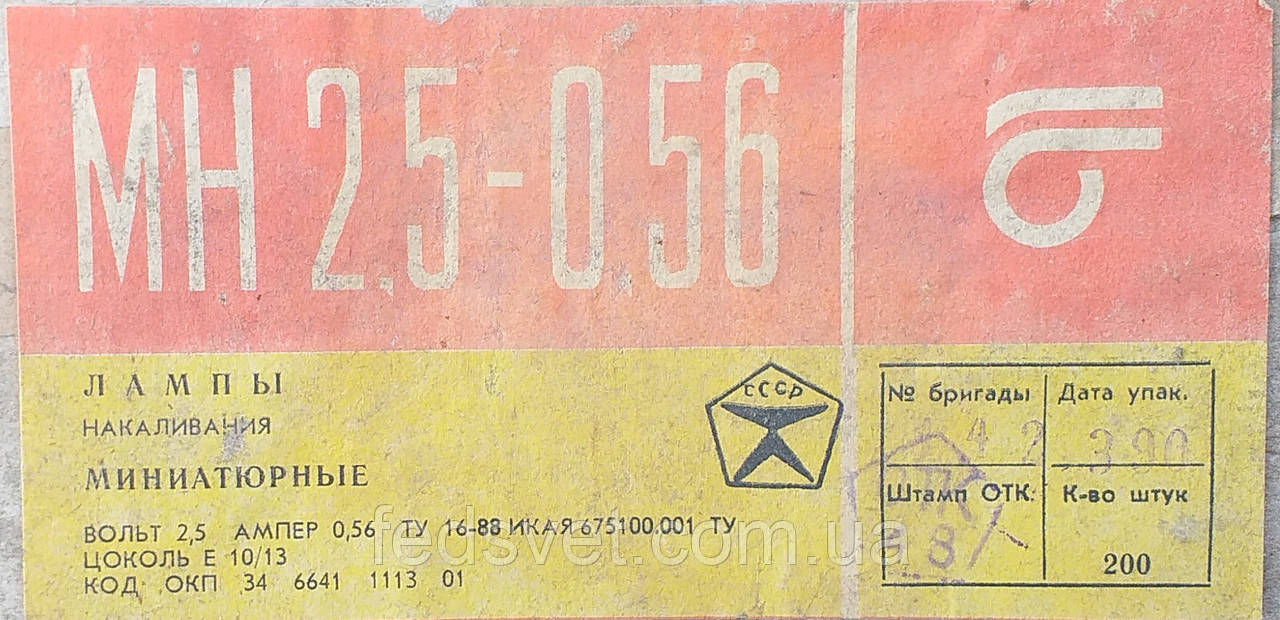 МН 2.5-0.56
ЛАМПЫ
НАКАЛИВАНИЯ
МИНИАТЮРНЫЕ
ВОЛЬТ 2,5 АМПЕР 0,56 ТУ 16-88 ИКАЯ 675100.001 ТУ
ЦОКОЛЬ Е 10/13
КОД ОКП 34 6641 1113 01
СССР
№ бригады
Дата упак.
390
Штамп ОТК.
К-во штук
200
fedsvet.com.ua